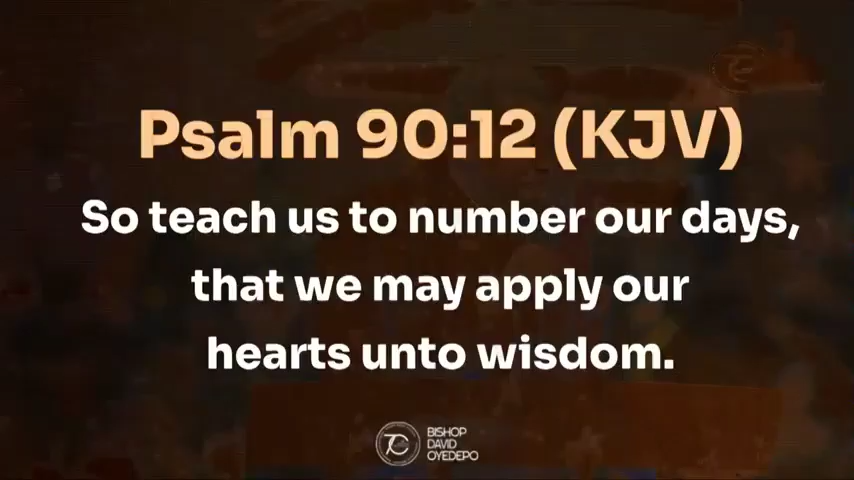 Psalm 90:12 (KJV)
So teach us to number our days,
that we may apply our
hearts unto wisdom.
70
BISHOP
DAVID
OYEDEPO